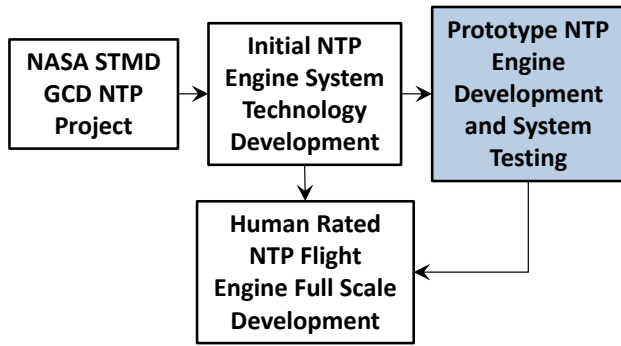 NASA STMD
GCD NTP
Project
Initial NTP
Engine System
Technology
Development
Prototype NTP
Engine
Development
and System
Testing
Human Rated
NTP Flight
Engine Full Scale
Development